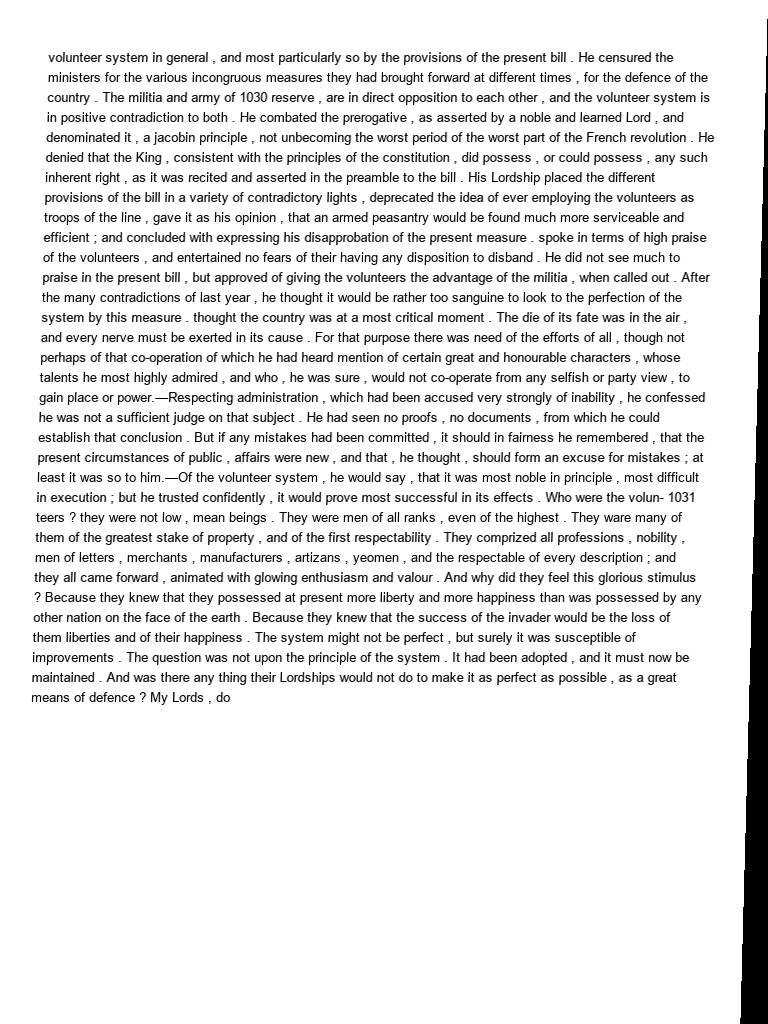 volunteer system in general , and most particularly so by the provisions of the present bill . He censured the
ministers for the various incongruous measures they had brought forward at different times , for the defence of the
country . The militia and army of 1030 reserve , are in direct opposition to each other , and the volunteer system is
in positive contradiction to both . He combated the prerogative , as asserted by a noble and learned Lord , and
denominated it , a jacobin principle , not unbecoming the worst period of the worst part of the French revolution . He
denied that the King , consistent with the principles of the constitution , did possess , or could possess , any such
inherent right , as it was recited and asserted in the preamble to the bill . His Lordship placed the different
provisions of the bill in a variety of contradictory lights , deprecated the idea of ever employing the volunteers as
troops of the line , gave it as his opinion , that an armed peasantry would be found much more serviceable and
efficient ; and concluded with expressing his disapprobation of the present measure . spoke in terms of high praise
of the volunteers , and entertained no fears of their having any disposition to disband . He did not see much to
praise in the present bill , but approved of giving the volunteers the advantage of the militia , when called out . After
the many contradictions of last year , he thought it would be rather too sanguine to look to the perfection of the
system by this measure . thought the country was at a most critical moment . The die of its fate was in the air ,
and every nerve must be exerted in its cause . For that purpose there was need of the efforts of all , though not
perhaps of that co-operation of which he had heard mention of certain great and honourable characters , whose
talents he most highly admired , and who , he was sure , would not co-operate from any selfish or party view , to
gain place or power.—Respecting administration , which had been accused very strongly of inability , he confessed
he was not a sufficient judge on that subject . He had seen no proofs , no documents , from which he could
establish that conclusion . But if any mistakes had been committed , it should in fairness he remembered , that the
present circumstances of public , affairs were new , and that , he thought , should form an excuse for mistakes ; at
least it was so to him.—Of the volunteer system , he would say , that it was most noble in principle , most difficult
in execution ; but he trusted confidently , it would prove most successful in its effects . Who were the volun- 1031
teers ? they were not low , mean beings . They were men of all ranks , even of the highest . They ware many of
them of the greatest stake of property , and of the first respectability . They comprized all professions , nobility ,
men of letters , merchants , manufacturers , artizans , yeomen , and the respectable of every description ; and
they all came forward , animated with glowing enthusiasm and valour . And why did they feel this glorious stimulus
? Because they knew that they possessed at present more liberty and more happiness than was possessed by any
other nation on the face of the earth . Because they knew that the success of the invader would be the loss of
them liberties and of their happiness . The system might not be perfect , but surely it was susceptible of
improvements . The question was not upon the principle of the system . It had been adopted , and it must now be
maintained . And was there any thing their Lordships would not do to make it as perfect as possible , as a great
means of defence ? My Lords , do